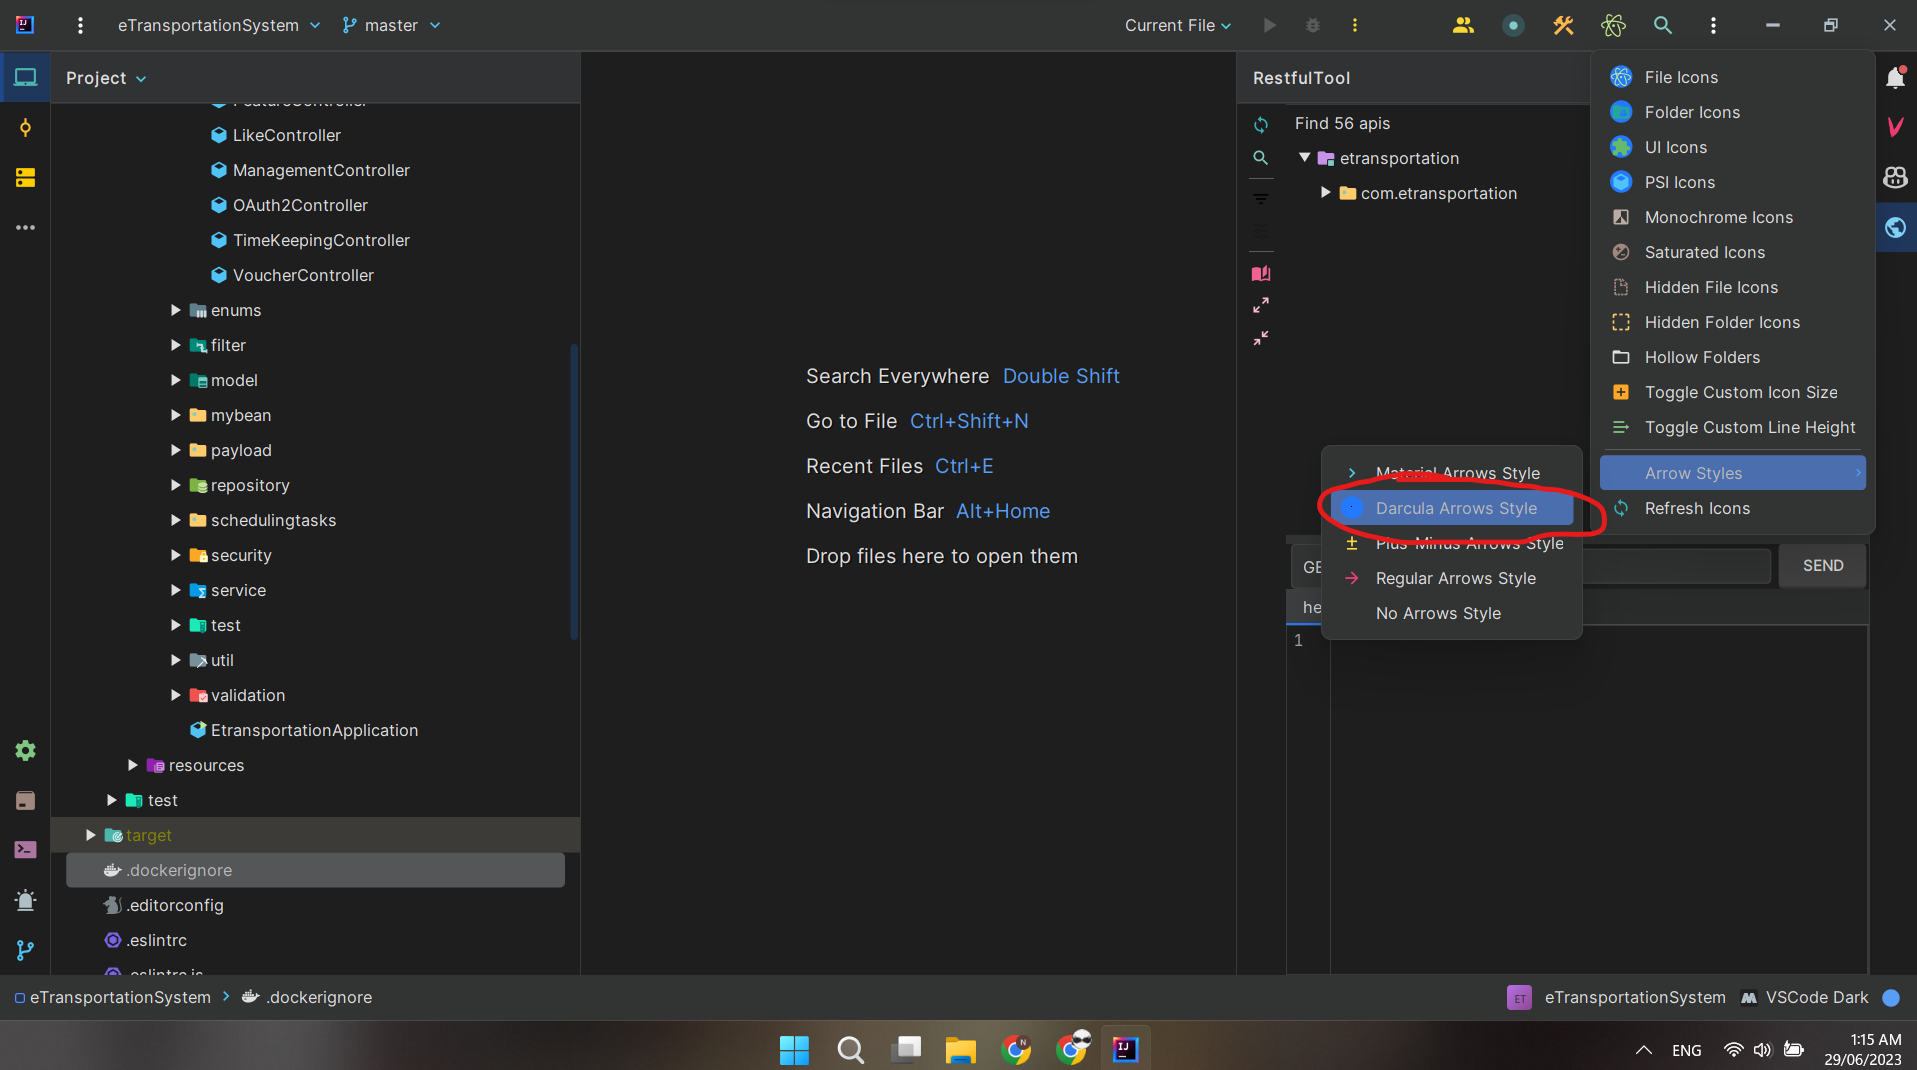 eTransportationSystem
master
Current File
Project
FeatureController
LikeController
ManagementController
OAuth2Controller
TimeKeepingController
VoucherController
enums
filter
model
mybean
payload
repository
schedulingtasks
security
service
test
util
validation
EtransportationApplication
resources
test
target
.dockerignore
.editorconfig
.eslintrc
.eslintrc.js
Search Everywhere Double Shift
Go to File Ctrl+Shift+N
Recent Files Ctrl+E
Navigation Bar Alt+Home
Drop files here to open them
RestfulTool
Find 56 apis
etransportation
com.etransportation
GE
SEND
he
1
File Icons
Folder Icons
UI Icons
PSI Icons
Monochrome Icons
Saturated Icons
Hidden File Icons
Hidden Folder Icons
Hollow Folders
Toggle Custom Icon Size
Toggle Custom Line Height
Arrow Styles
Refresh Icons
Material Arrows Style
Darcula Arrows Style
Plus-Minus Arrows Style
Regular Arrows Style
No Arrows Style
eTransportationSystem > .dockerignore
ET eTransportationSystem VSCode Dark
ENG
1:15 AM
29/06/2023